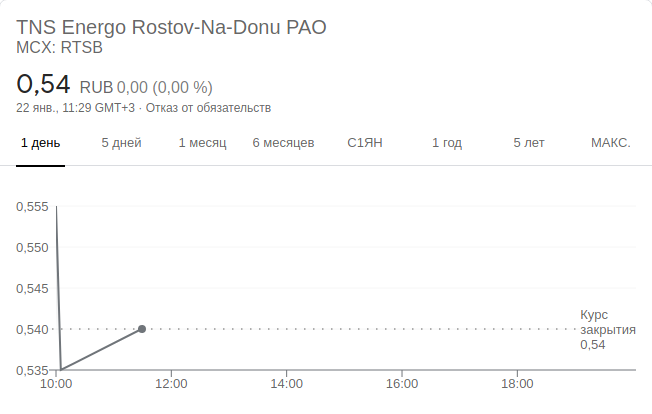 TNS Energo Rostov-Na-Donu PAO
MCX: RTSB
0,54 RUB 0,00 (0,00 %)
22 янв., 11:29 GMT+3 · Отказ от обязательств
1 день 5 дней 1 месяц 6 месяцев С1ЯН 1 год 5 лет МАКС.
0,555
0,550
0,545
0,540
0,535
Курс
закрытия
0,54
10:00 12:00 14:00 16:00 18:00